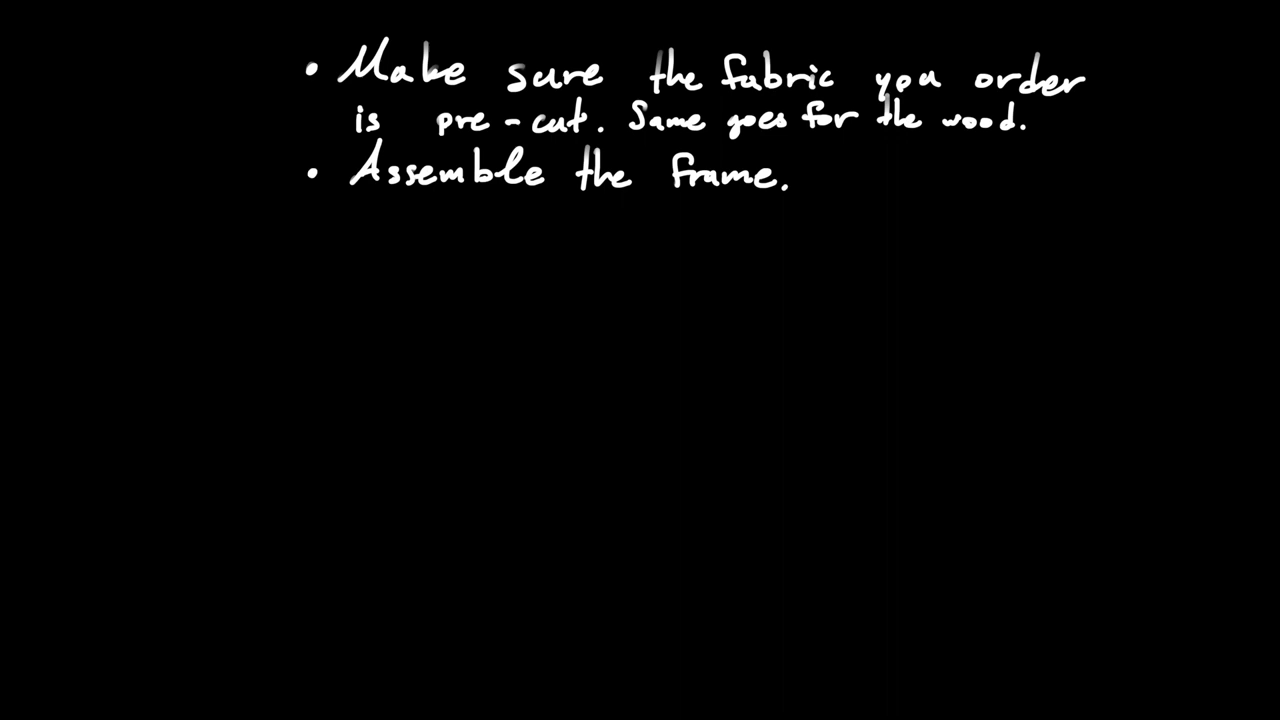 • Make sure the fabric you order
is pre-cut. Same goes for the wood.
• Assemble the frame.